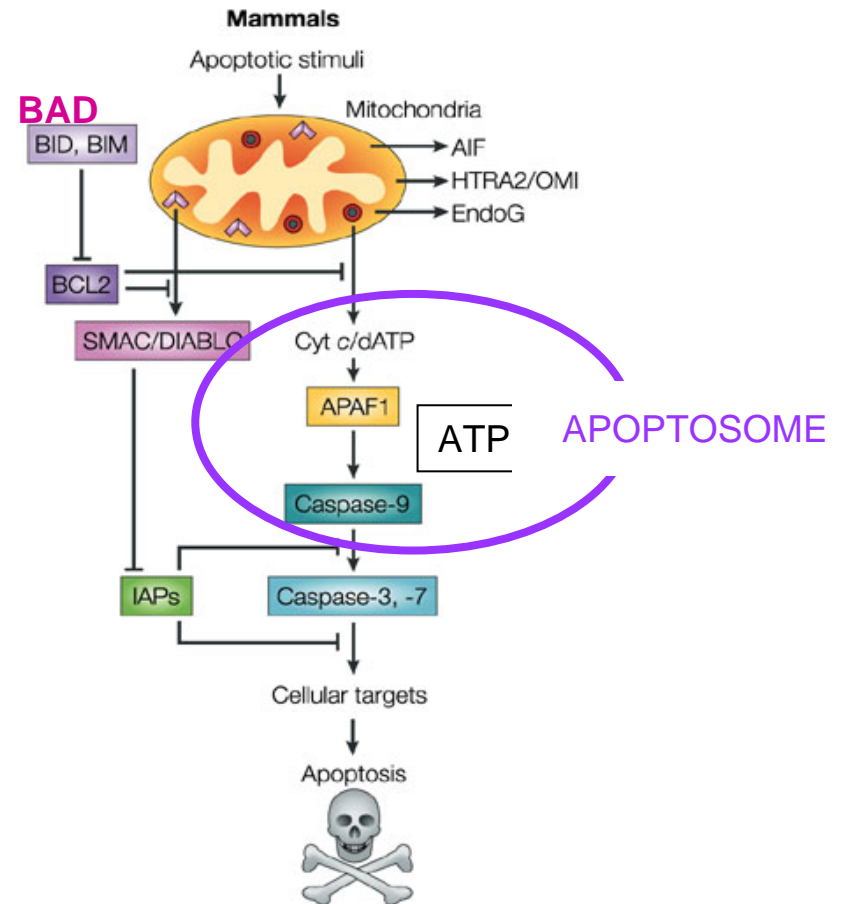 Mammals
Apoptotic stimuli
BAD
BID, BIM
Mitochondria
AIF
HTRA2/OMI
EndoG
BCL2
SMAC/DIABLO
Cyt c/dATP
APAF1
ATP
APOPTOSOME
Caspase-9
IAPs
Caspase-3, -7
Cellular targets
Apoptosis